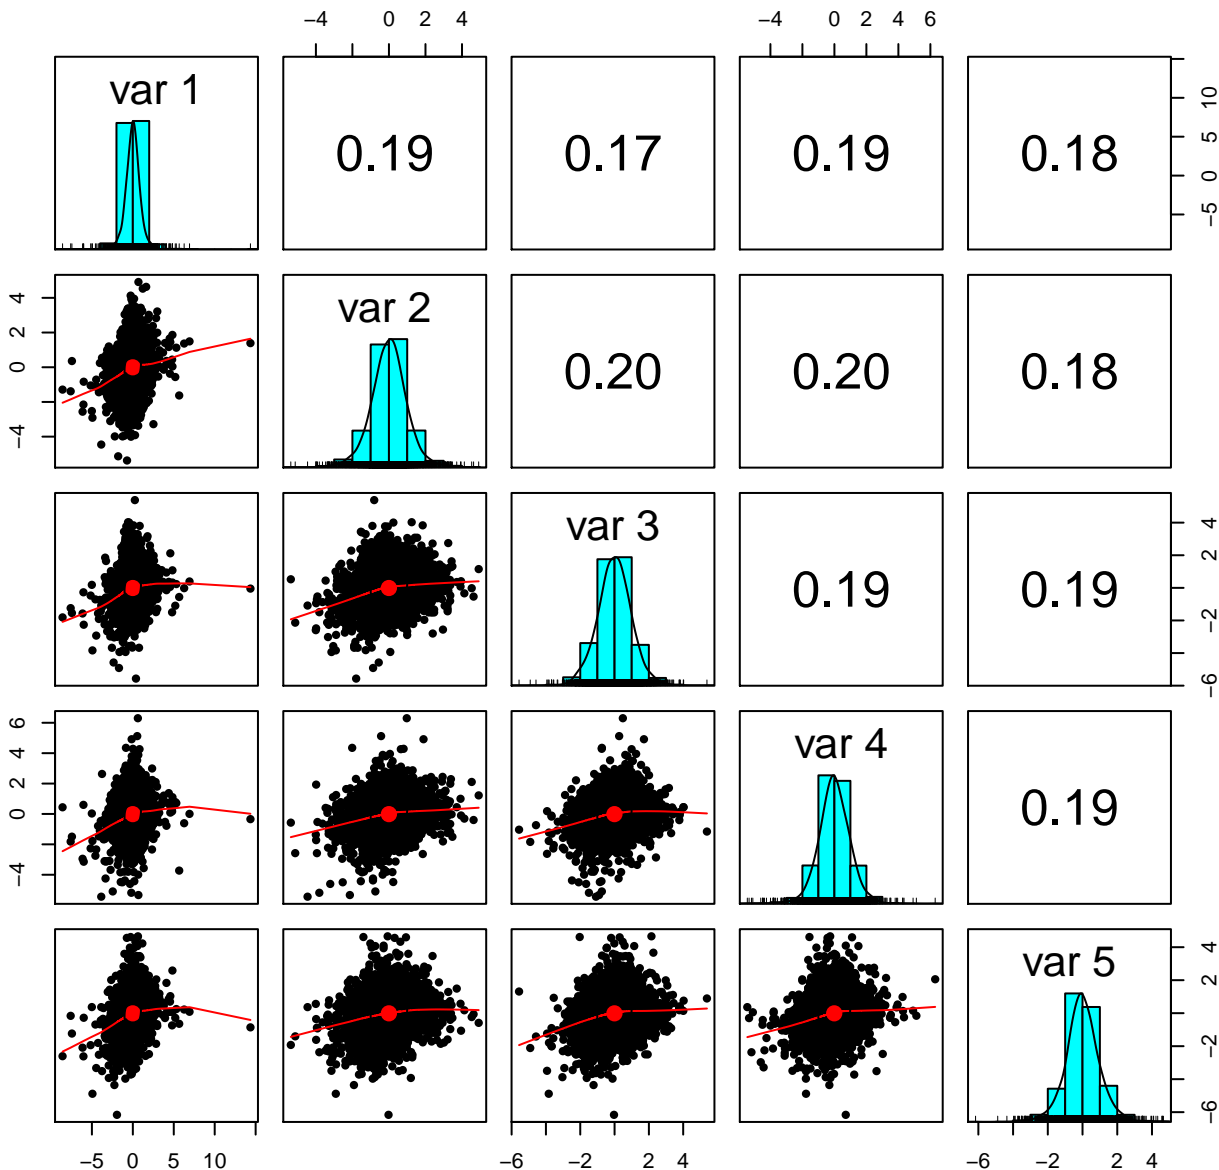 −4 0 2 4 −4 0 2 4 6
var 1 0.19 0.17 0.19 0.18
−5 0 5 10
−4 0 2 4
var 2 0.20 0.20 0.18
var 3 0.19 0.19
−6 −2 2 4
−4 0 2 4 6
var 4 0.19
var 5
−6 −2 2 4
−5 0 5 10 −6 −2 2 4 −6 −2 2 4